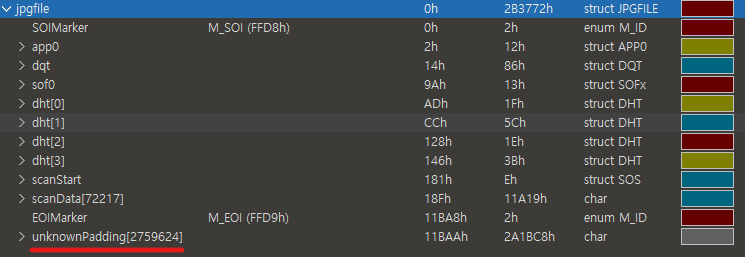 jpgfile 0h 2B3772h struct JPGFILE
SOIMarker M_SOI (FFD8h) 0h 2h enum M_ID
app0 2h 12h struct APP0
dqt 14h 86h struct DQT
sof0 9Ah 13h struct SOFx
dht[0] ADh 1Fh struct DHT
dht[1] CCh 5Ch struct DHT
dht[2] 128h 1Eh struct DHT
dht[3] 146h 3Bh struct DHT
scanStart 181h Eh struct SOS
scanData[72217] 18Fh 11A19h char
EOIMarker M_EOI (FFD9h) 11BA8h 2h enum M_ID
unknownPadding[2759624] 11BAAh 2A1BC8h char